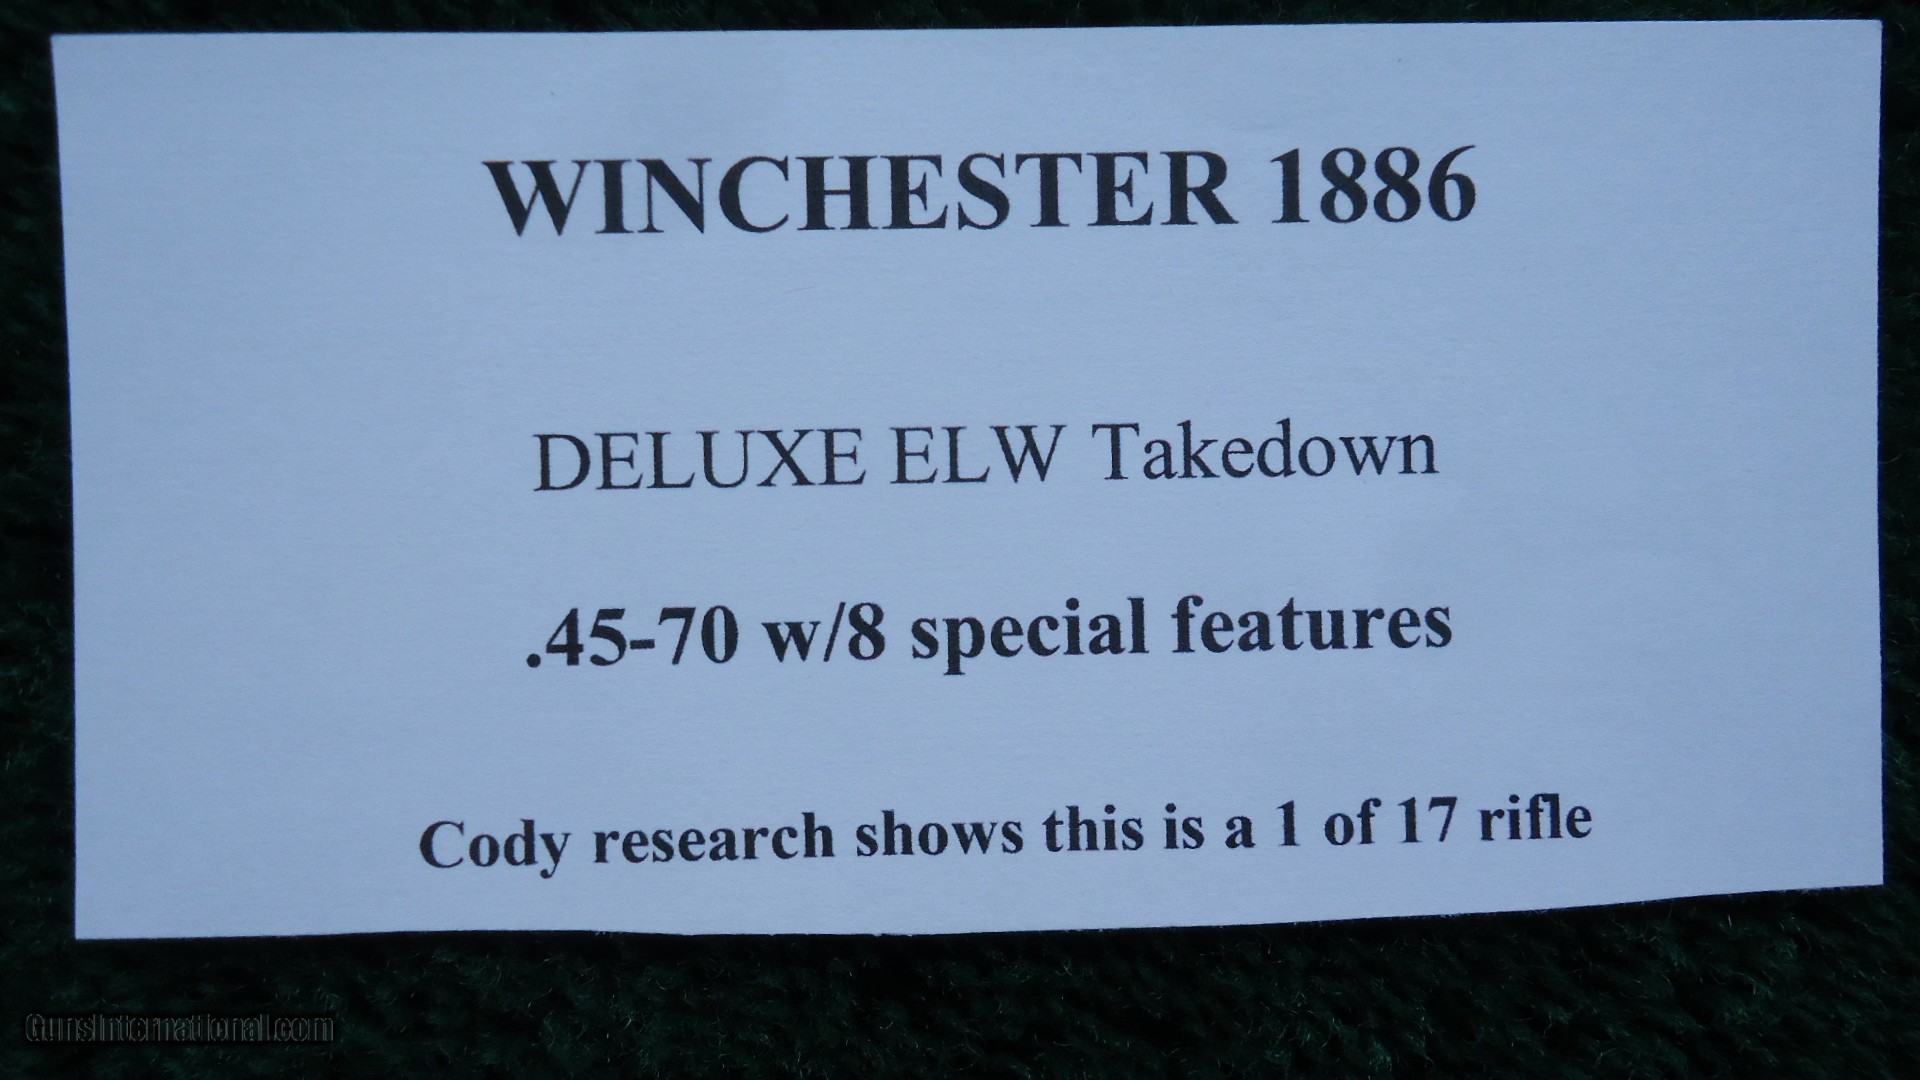 WINCHESTER 1886
DELUXE ELW Takedown
.45-70 w/8 special features
Cody research shows this is a 1 of 17 rifle
GunsInternational.com